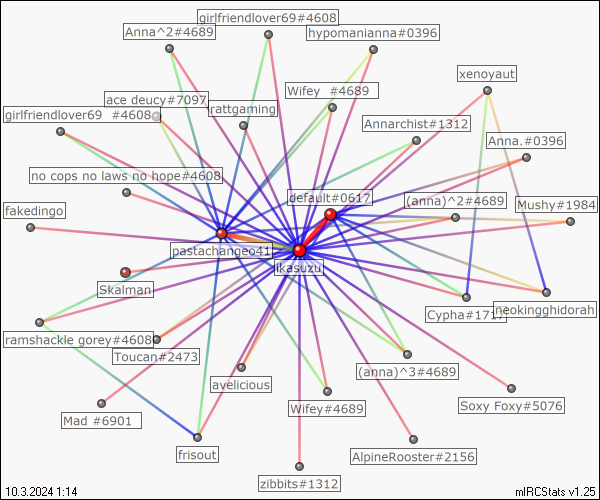 girlfriendlover69#4608
Anna^2#4689
hypomanianna#0396
xenoyaut
Wifey #4689
ace deucy#7097
rattgaming
girlfriendlover69 #4608
Annarchist#1312
Anna.#0396
no cops no laws no hope#4608
default#0617
(anna)^2#4689
Mushy#1984
fakedingo
pastachangeo41
ikasuzu
Skalman
Cypha#1717
neokingghidorah
ramshackle gorey#4608
Toucan#2473
(anna)^3#4689
avelicious
Wifey#4689
Soxy Foxy#5076
Mad #6901
frisout
AlpineRooster#2156
zibbits#1312
10.3.2024 1:14
mIRCStats v1.25